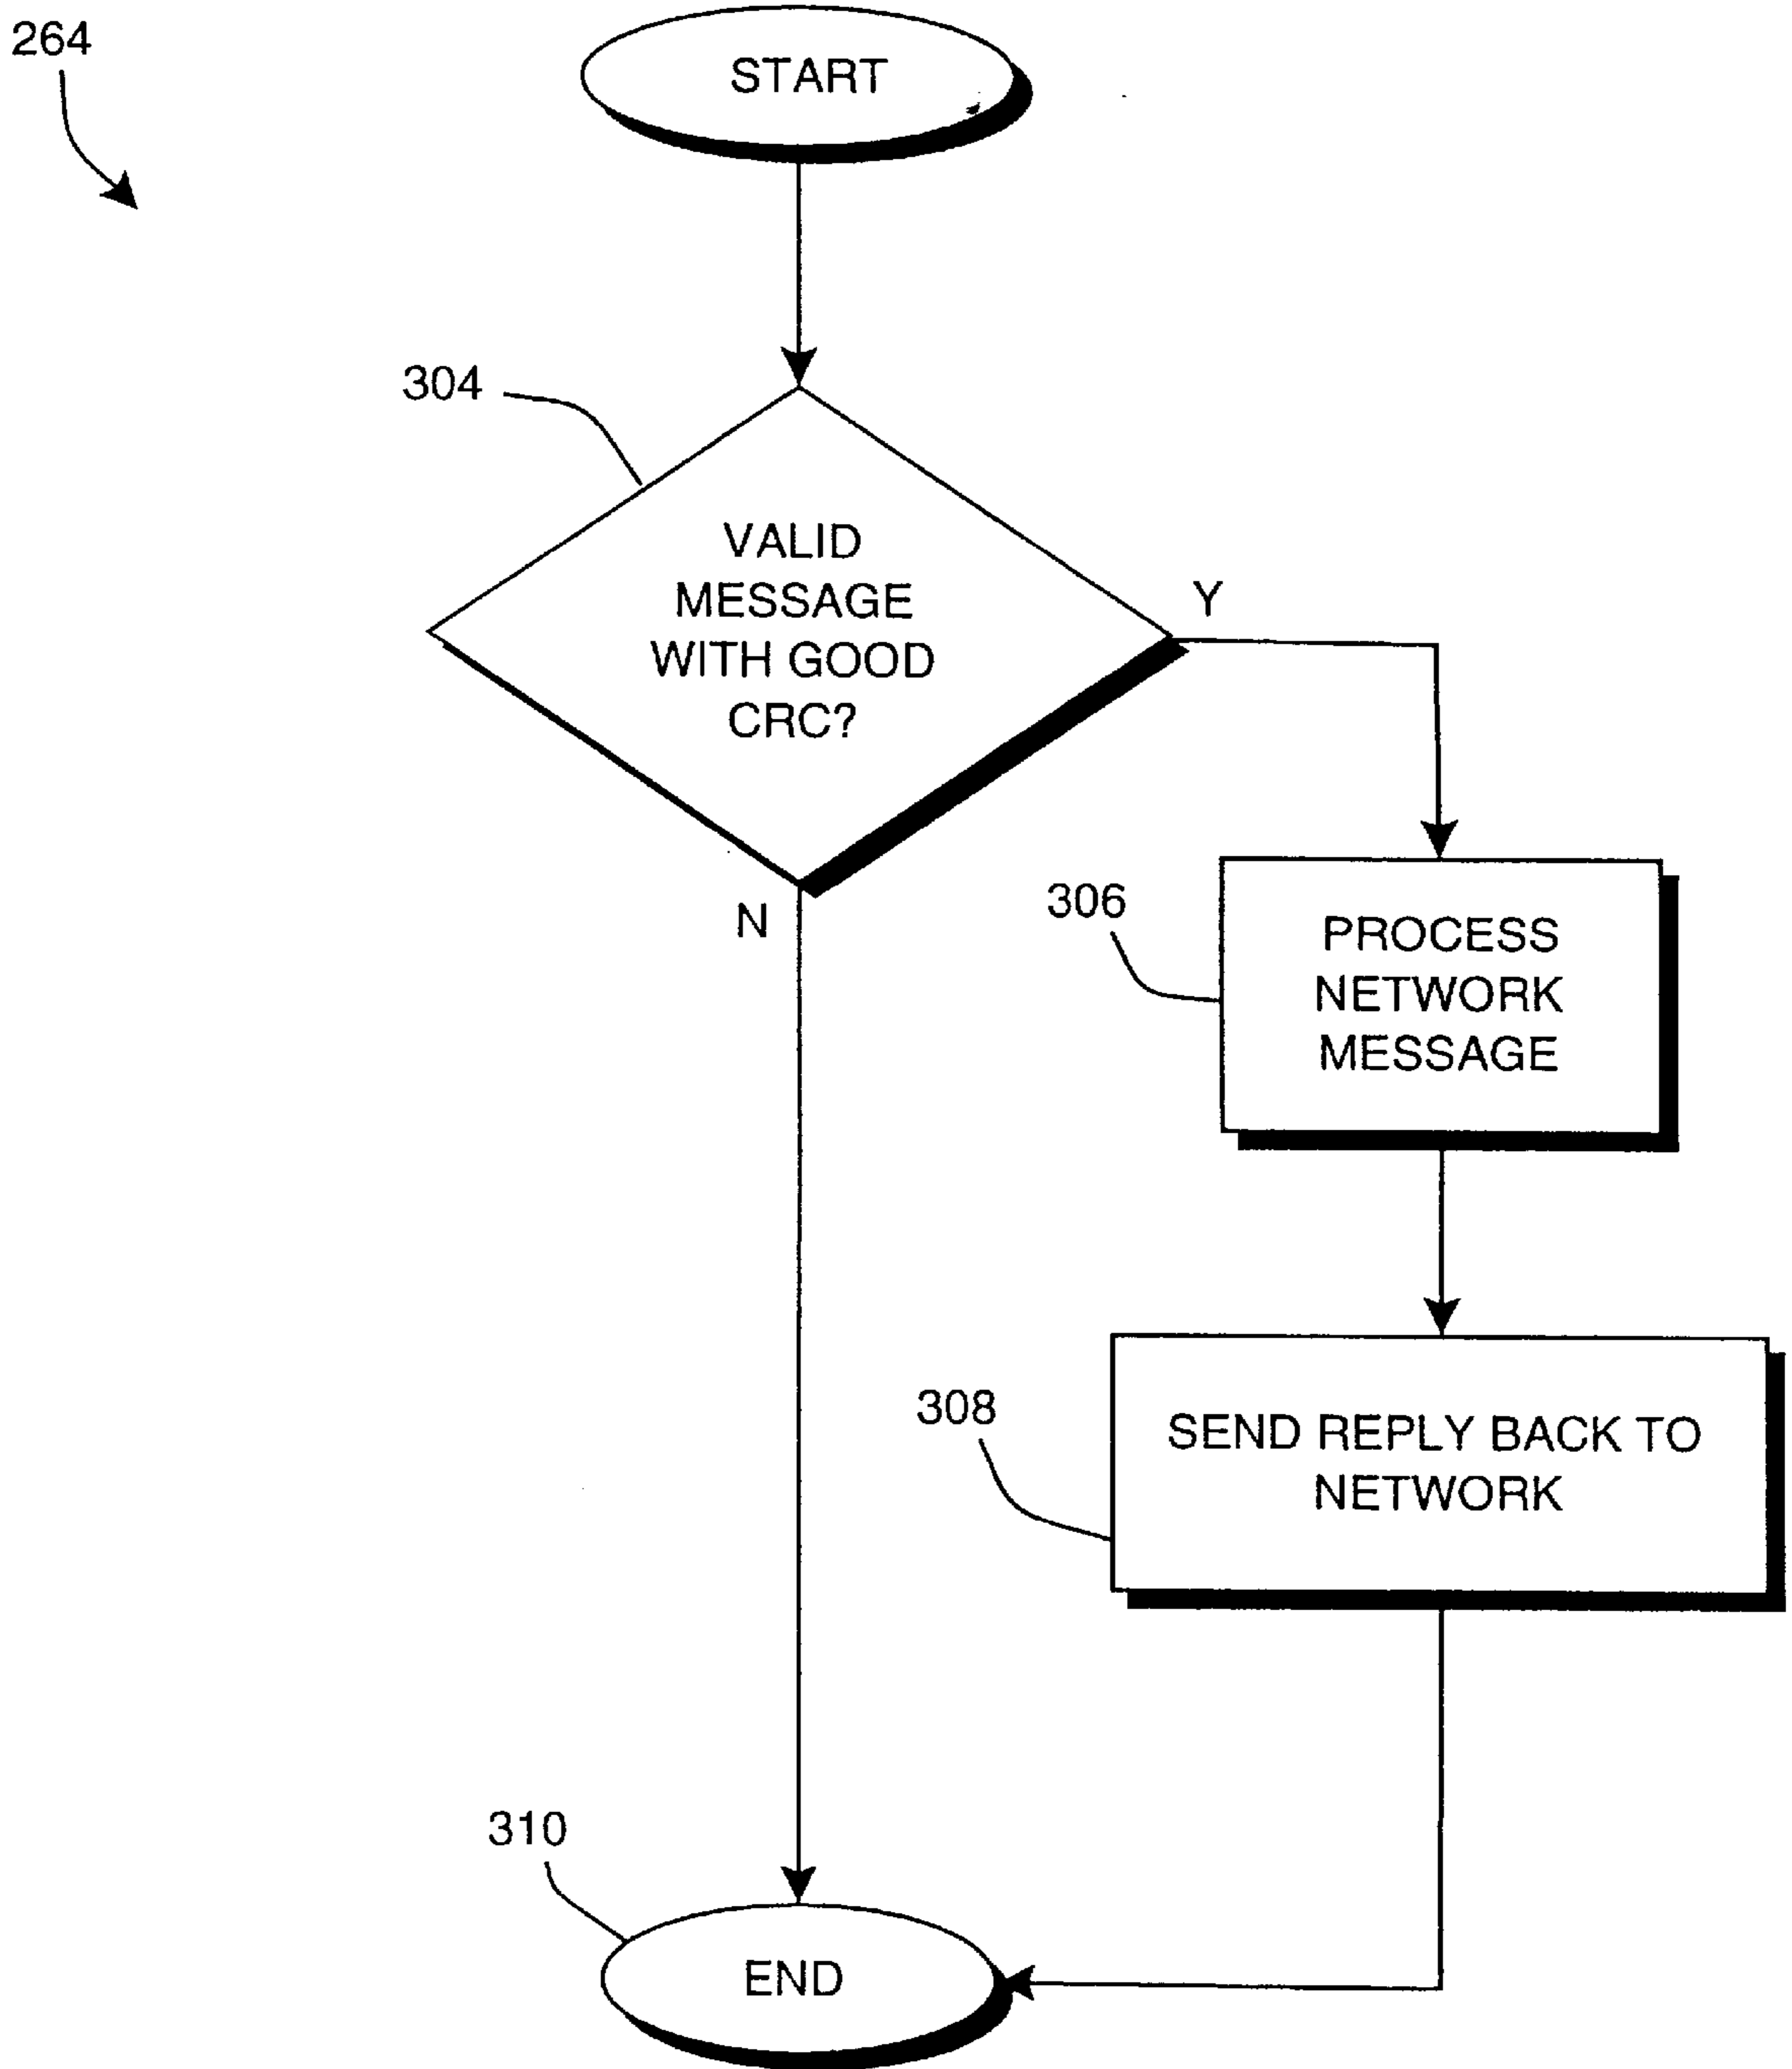 264
START
304
VALID
MESSAGE
WITH GOOD
CRC?
Y
N
306
PROCESS
NETWORK
MESSAGE
308
SEND REPLY BACK TO
NETWORK
310
END